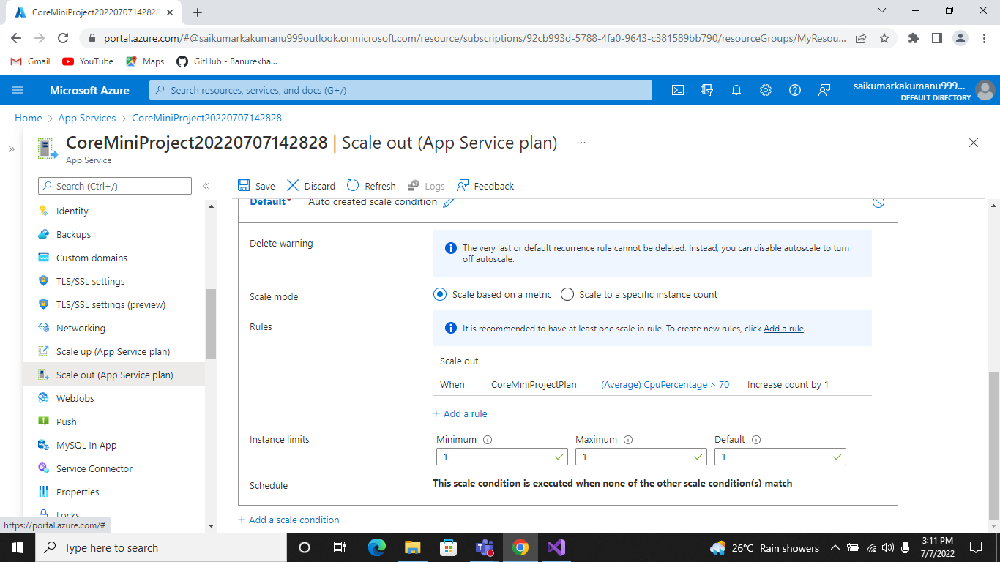 CoreMiniProject20220707142828
portal.azure.com/#@saikumarkakumanu999outlook.onmicrosoft.com/resource/subscriptions/92cb993d-5788-4fa0-9643-c381589bb790/resourceGroups/MyResou...
Gmail YouTube Maps GitHub - Banurekha...
Microsoft Azure Search resources, services, and docs (G+/) saikumarkakumanu999...
DEFAULT DIRECTORY
Home > App Services > CoreMiniProject20220707142828
CoreMiniProject20220707142828 | Scale out (App Service plan) ...
App Service
Search (Ctrl+/) « Save Discard Refresh Logs Feedback
Identity
Backups
Custom domains
TLS/SSL settings
TLS/SSL settings (preview)
Networking
Scale up (App Service plan)
Scale out (App Service plan)
WebJobs
Push
MySQL In App
Service Connector
Properties
Locks
https://portal.azure.com/#
Default* Auto created scale condition
Delete warning
The very last or default recurrence rule cannot be deleted. Instead, you can disable autoscale to turn
off autoscale.
Scale mode Scale based on a metric Scale to a specific instance count
Rules It is recommended to have at least one scale in rule. To create new rules, click Add a rule.
Scale out
When CoreMiniProjectPlan (Average) CpuPercentage > 70 Increase count by 1
+ Add a rule
Instance limits Minimum Maximum Default
1 1 1
Schedule This scale condition is executed when none of the other scale condition(s) match
+ Add a scale condition
Type here to search 26°C Rain showers 3:11 PM
7/7/2022